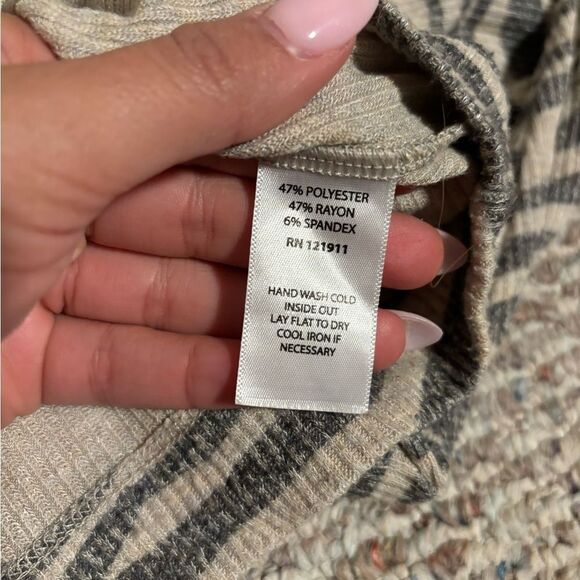 47% POLYESTER
47% RAYON
6% SPANDEX
RN 121911
HAND WASH COLD
INSIDE OUT
LAY FLAT TO DRY
COOL IRON IF
NECESSARY